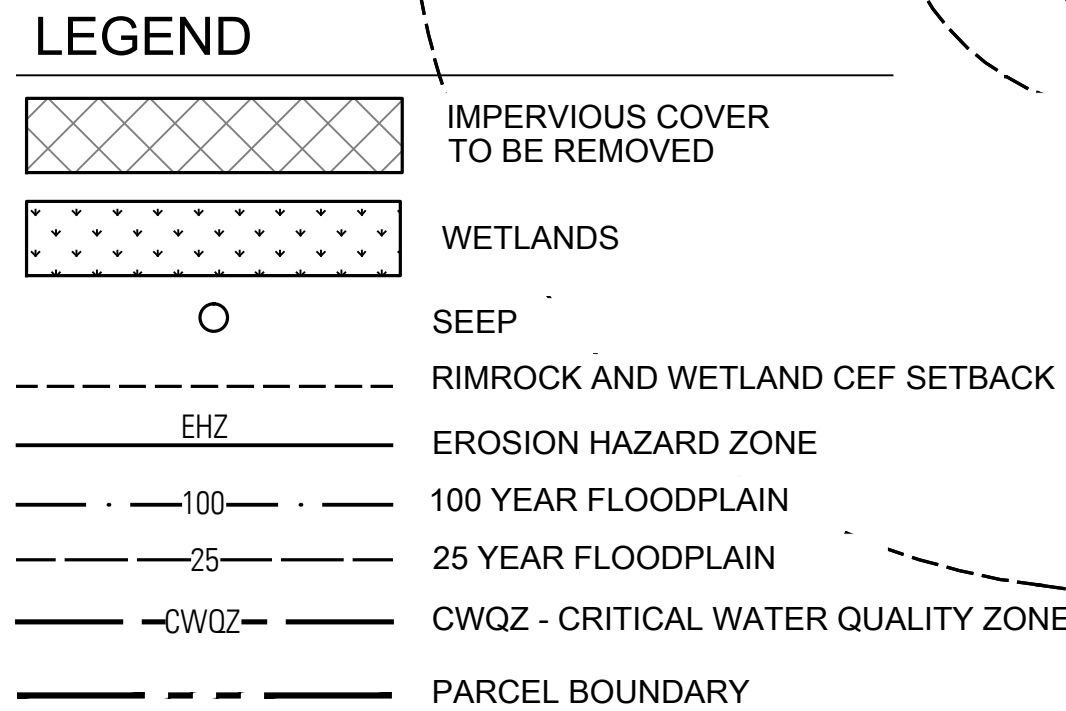 LEGEND
IMPERVIOUS COVER
TO BE REMOVED
WETLANDS
SEEP
RIMROCK AND WETLAND CEF SETBACK
EHZ
EROSION HAZARD ZONE
100
100 YEAR FLOODPLAIN
25
25 YEAR FLOODPLAIN
CWQZ
CWQZ - CRITICAL WATER QUALITY ZONE
PARCEL BOUNDARY